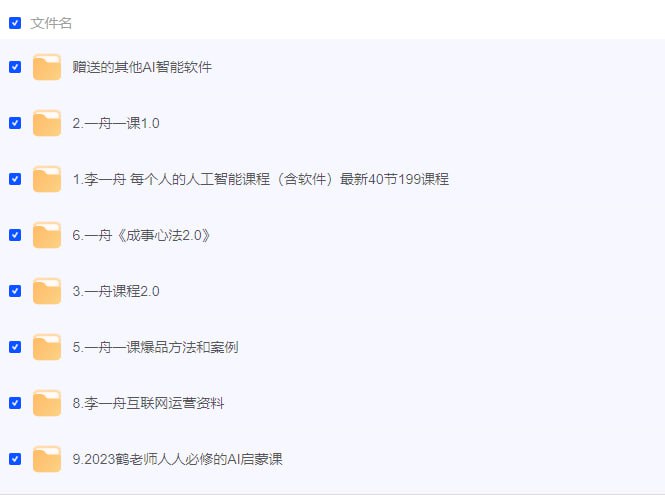 文件名
赠送的其他AI智能软件
2.一舟一课1.0
1.李一舟 每个人的人工智能课程（含软件）最新40节199课程
6.一舟《成事心法2.0》
3.一舟课程2.0
5.一舟一课爆品方法和案例
8.李一舟互联网运营资料
9.2023鹤老师人人必修的AI启蒙课